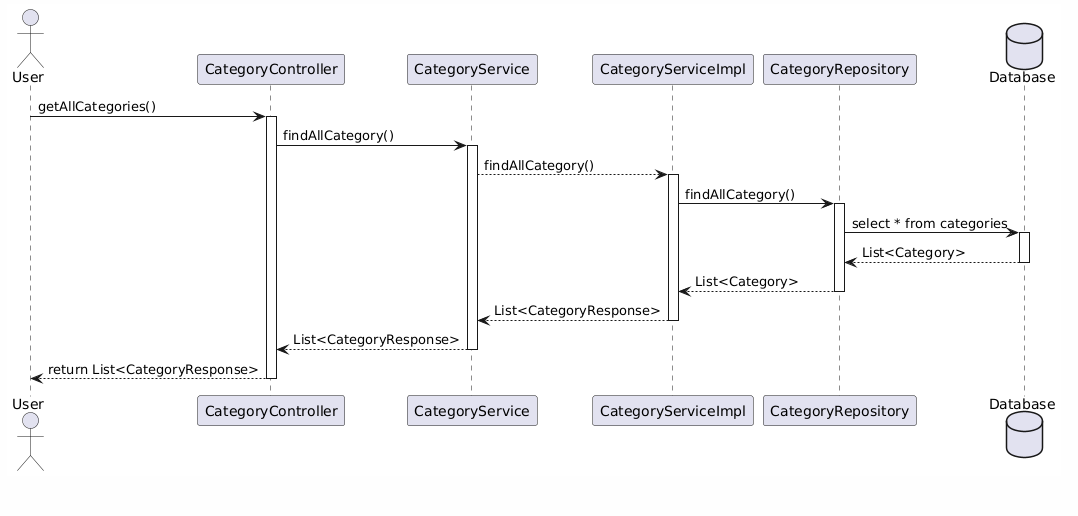 User
CategoryController
CategoryService
CategoryServiceImpl
CategoryRepository
Database
getAllCategories()
findAllCategory()
findAllCategory()
findAllCategory()
select * from categories
List<Category>
List<Category>
List<CategoryResponse>
List<CategoryResponse>
return List<CategoryResponse>
User
CategoryController
CategoryService
CategoryServiceImpl
CategoryRepository
Database